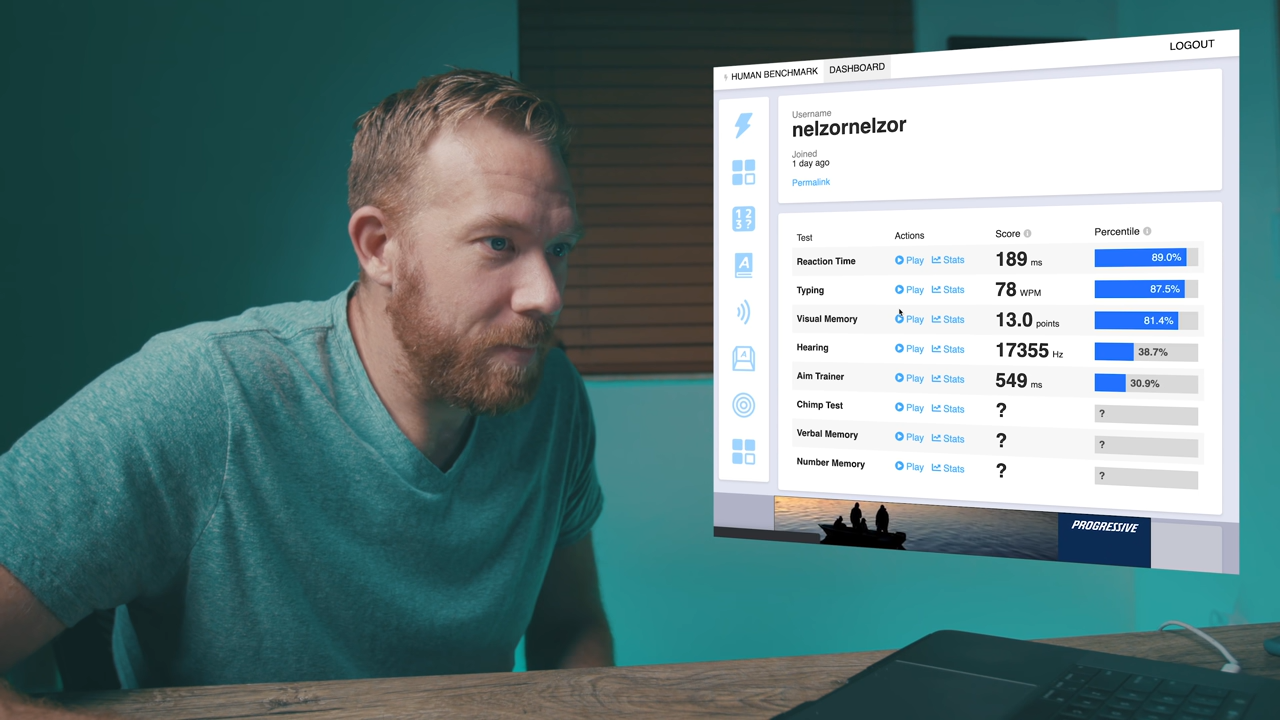 HUMAN BENCHMARK DASHBOARD LOGOUT
Username
nelzornelzor
Joined
1 day ago
Permalink
Test Actions Score Percentile
Reaction Time Play Stats 189 ms 89.0%
Typing Play Stats 78 WPM 87.5%
Visual Memory Play Stats 13.0 points 81.4%
Hearing Play Stats 17355 Hz 38.7%
Aim Trainer Play Stats 549 ms 30.9%
Chimp Test Play Stats ? ?
Verbal Memory Play Stats ? ?
Number Memory Play Stats ? ?
PROGRESSIVE